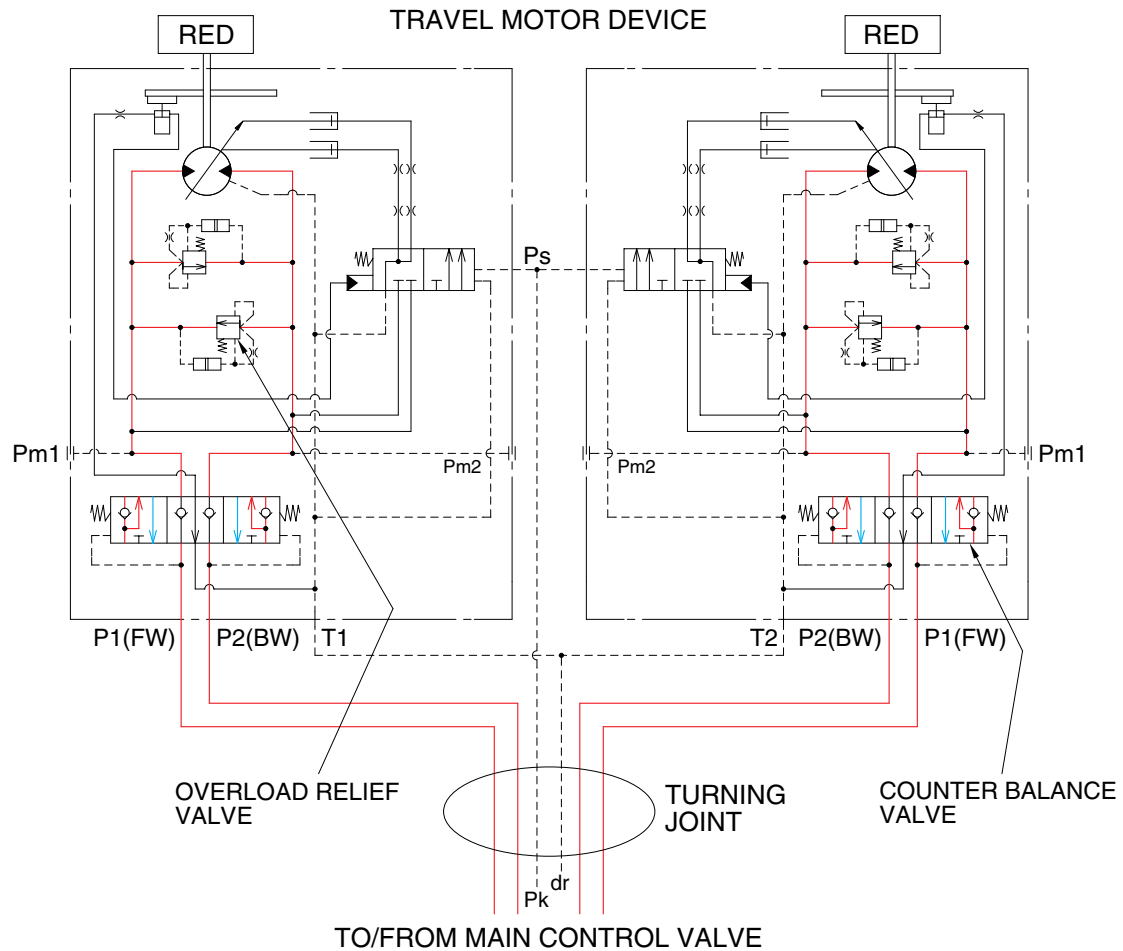 TRAVEL MOTOR DEVICE
RED
RED
Ps
Pm1
Pm2
Pm2
Pm1
P1(FW)
P2(BW)
T1
T2
P2(BW)
P1(FW)
OVERLOAD RELIEF
VALVE
TURNING
JOINT
COUNTER BALANCE
VALVE
Pk
dr
TO/FROM MAIN CONTROL VALVE